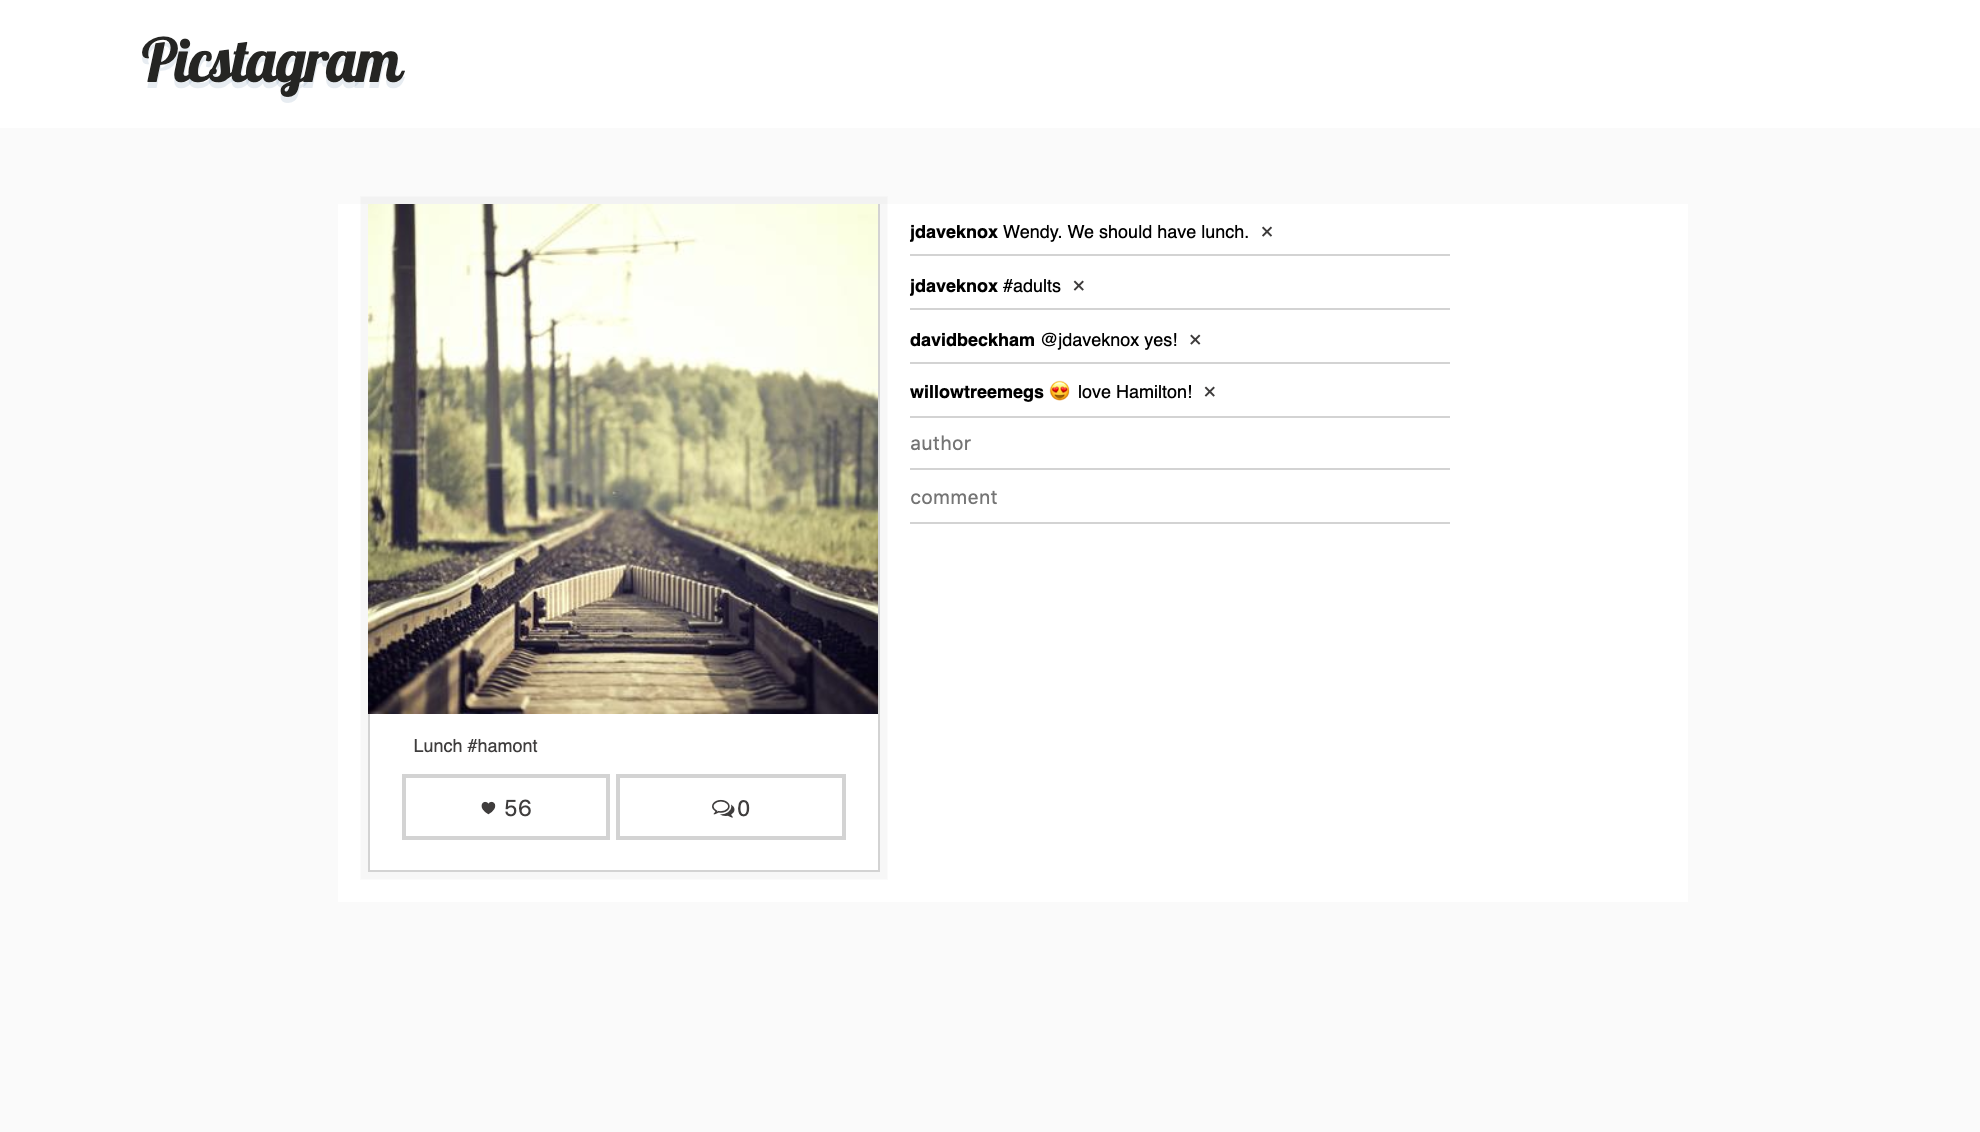 Picstagram
jdaveknox Wendy. We should have lunch. ×
jdaveknox #adults ×
davidbeckham @jdaveknox yes! ×
willowtreemegs 😍 love Hamilton! ×
author
comment
Lunch #hamont
56
0